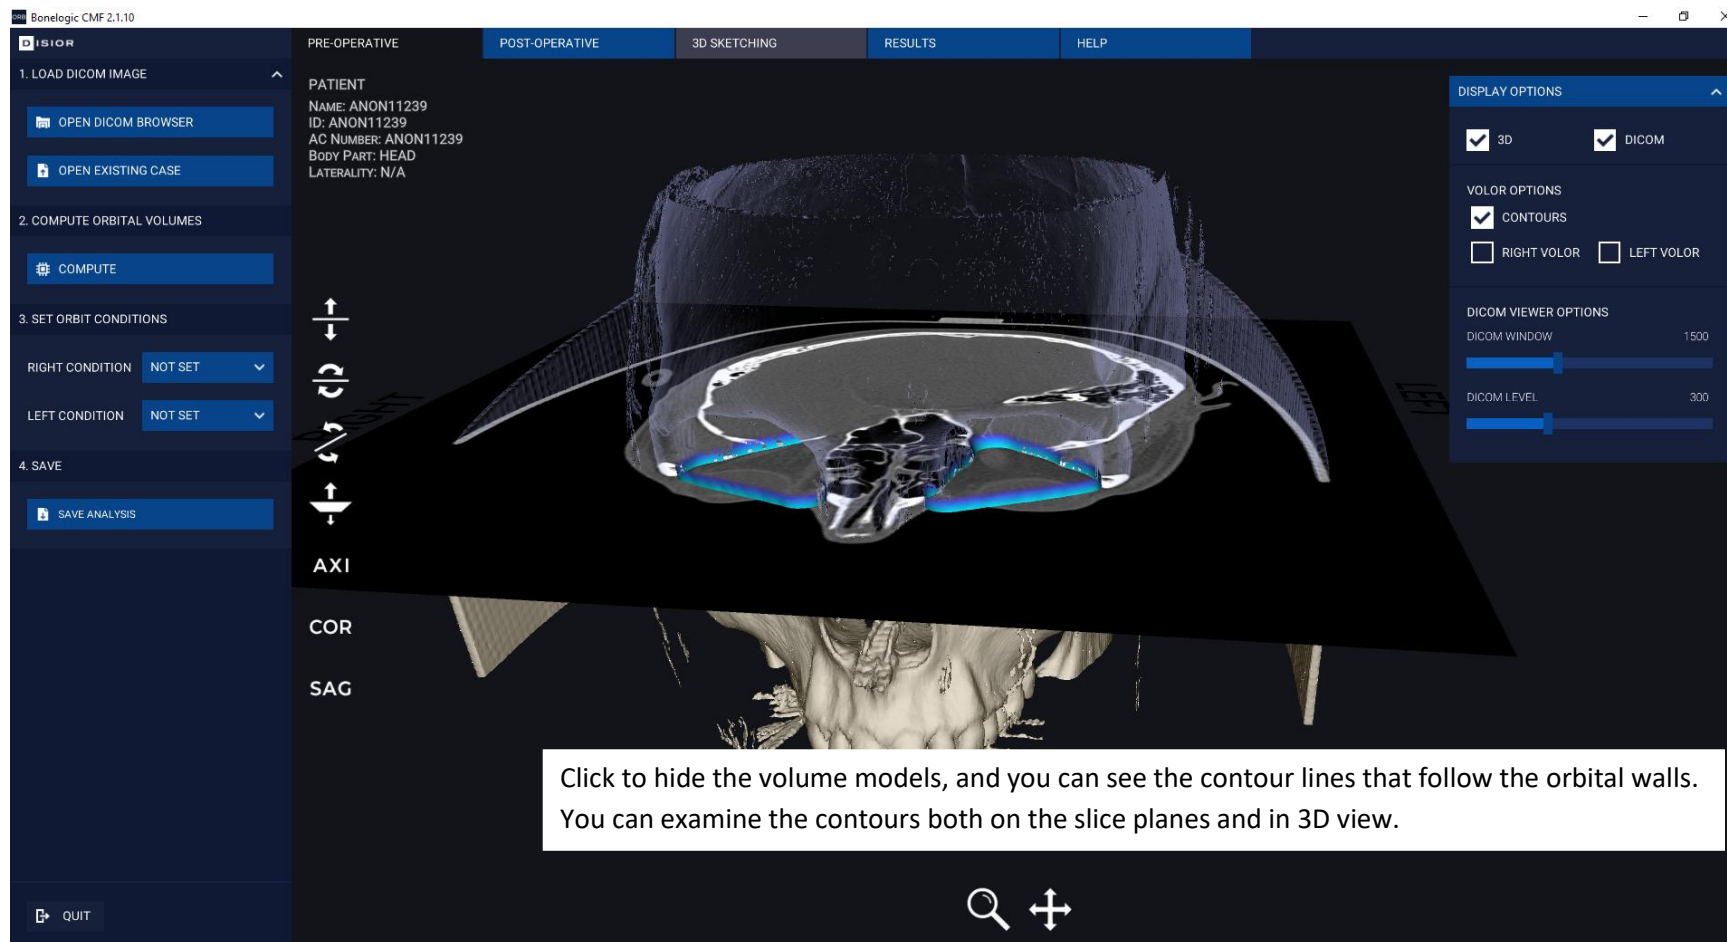 ORB Bonelogic CMF 2.1.10
DISIOR
PRE-OPERATIVE
POST-OPERATIVE
3D SKETCHING
RESULTS
HELP
1. LOAD DICOM IMAGE
OPEN DICOM BROWSER
OPEN EXISTING CASE
2. COMPUTE ORBITAL VOLUMES
COMPUTE
3. SET ORBIT CONDITIONS
RIGHT CONDITION NOT SET
LEFT CONDITION NOT SET
4. SAVE
SAVE ANALYSIS
QUIT
PATIENT
NAME: ANON11239
ID: ANON11239
AC NUMBER: ANON11239
BODY PART: HEAD
LATERALITY: N/A
AXI
COR
SAG
RIGHT
LEFT
DISPLAY OPTIONS
3D DICOM
VOLOR OPTIONS
CONTOURS
RIGHT VOLOR LEFT VOLOR
DICOM VIEWER OPTIONS
DICOM WINDOW 1500
DICOM LEVEL 300
Click to hide the volume models, and you can see the contour lines that follow the orbital walls.
You can examine the contours both on the slice planes and in 3D view.